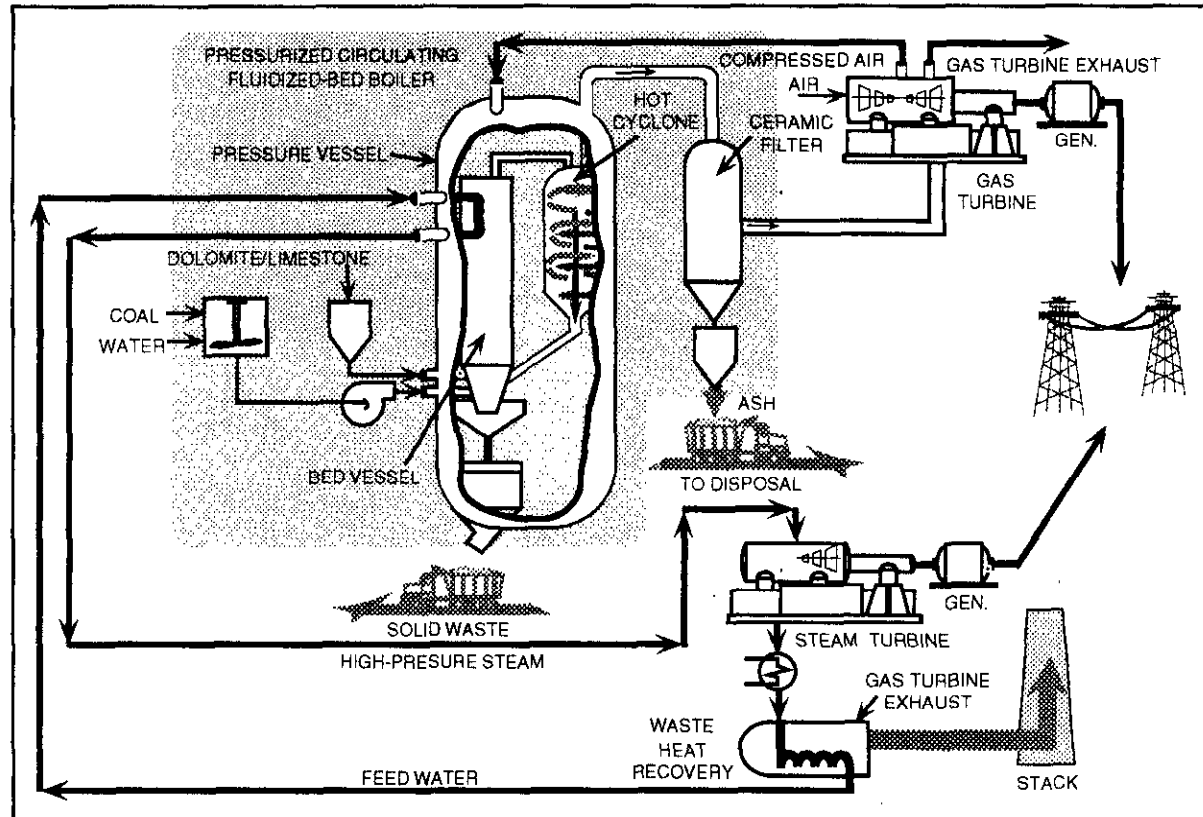 PRESSURIZED CIRCULATING
FLUIDIZED-BED BOILER
COMPRESSED AIR
AIR
GAS TURBINE EXHAUST
HOT
CYCLONE
CERAMIC
FILTER
GEN.
PRESSURE VESSEL
GAS
TURBINE
DOLOMITE/LIMESTONE
COAL
WATER
BED VESSEL
ASH
TO DISPOSAL
SOLID WASTE
HIGH-PRESURE STEAM
GEN.
STEAM TURBINE
GAS TURBINE
EXHAUST
WASTE
HEAT
RECOVERY
FEED WATER
STACK